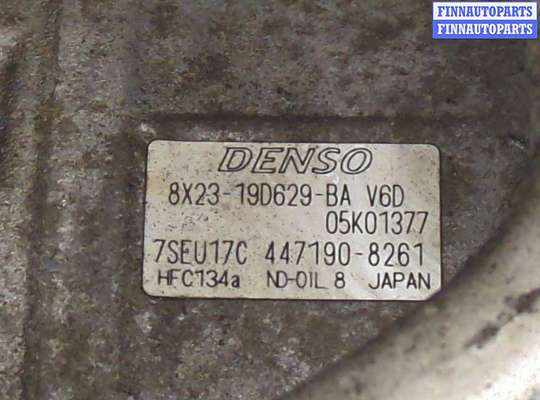 FINNAUTOPARTS
FINNAUTOPARTS
DENSO
8X23-19D629-BA V6D
05K01377
7SEU17C 447190-8261
HFC134a ND-OIL 8 JAPAN